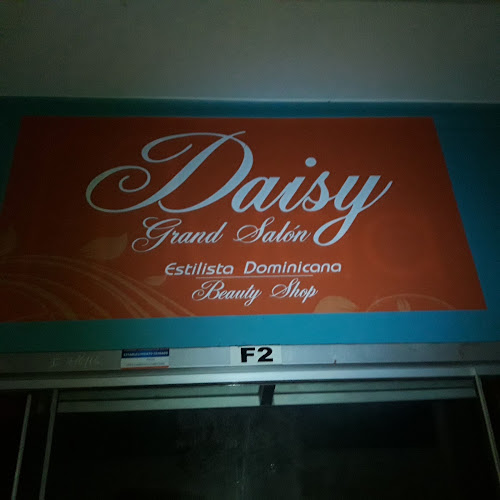 Daisy
Grand Salón
Estilista Dominicana
Beauty Shop
F2